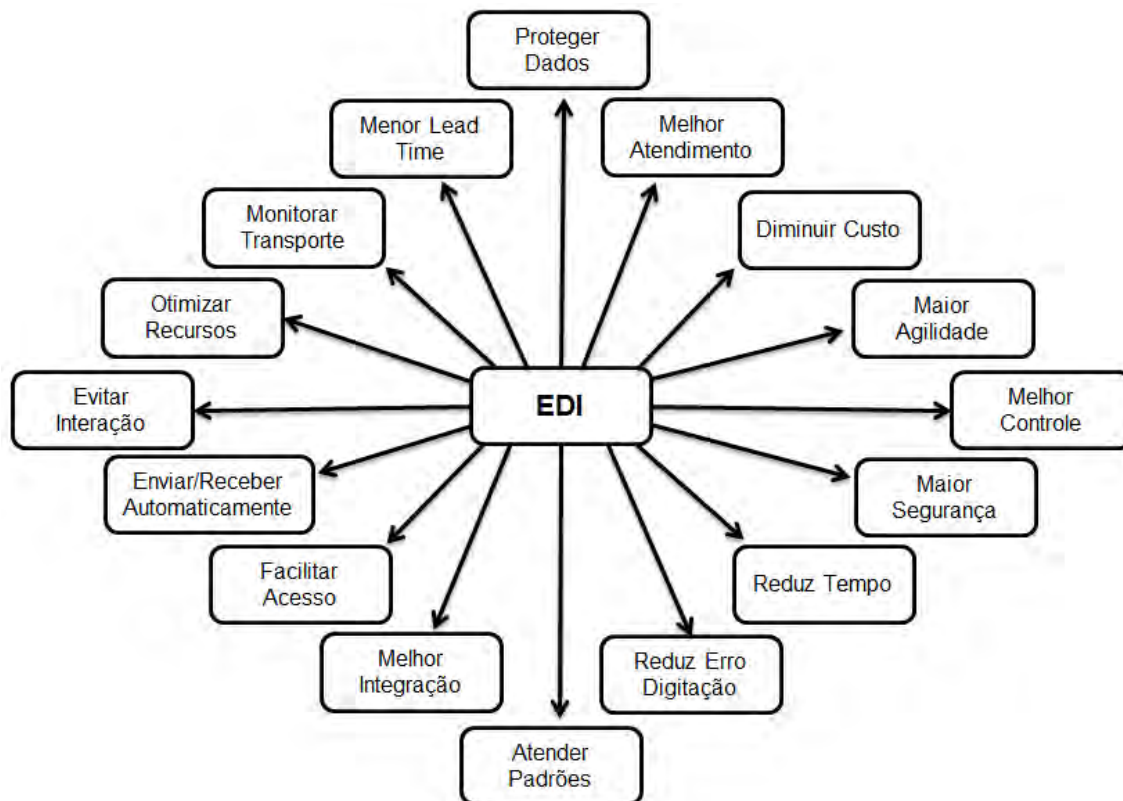 Proteger
Dados
Menor Lead
Time
Melhor
Atendimento
Monitorar
Transporte
Diminuir Custo
Otimizar
Recursos
Maior
Agilidade
Evitar
Interação
EDI
Melhor
Controle
Enviar/Receber
Automaticamente
Maior
Segurança
Facilitar
Acesso
Reduz Tempo
Melhor
Integração
Reduz Erro
Digitação
Atender
Padrões